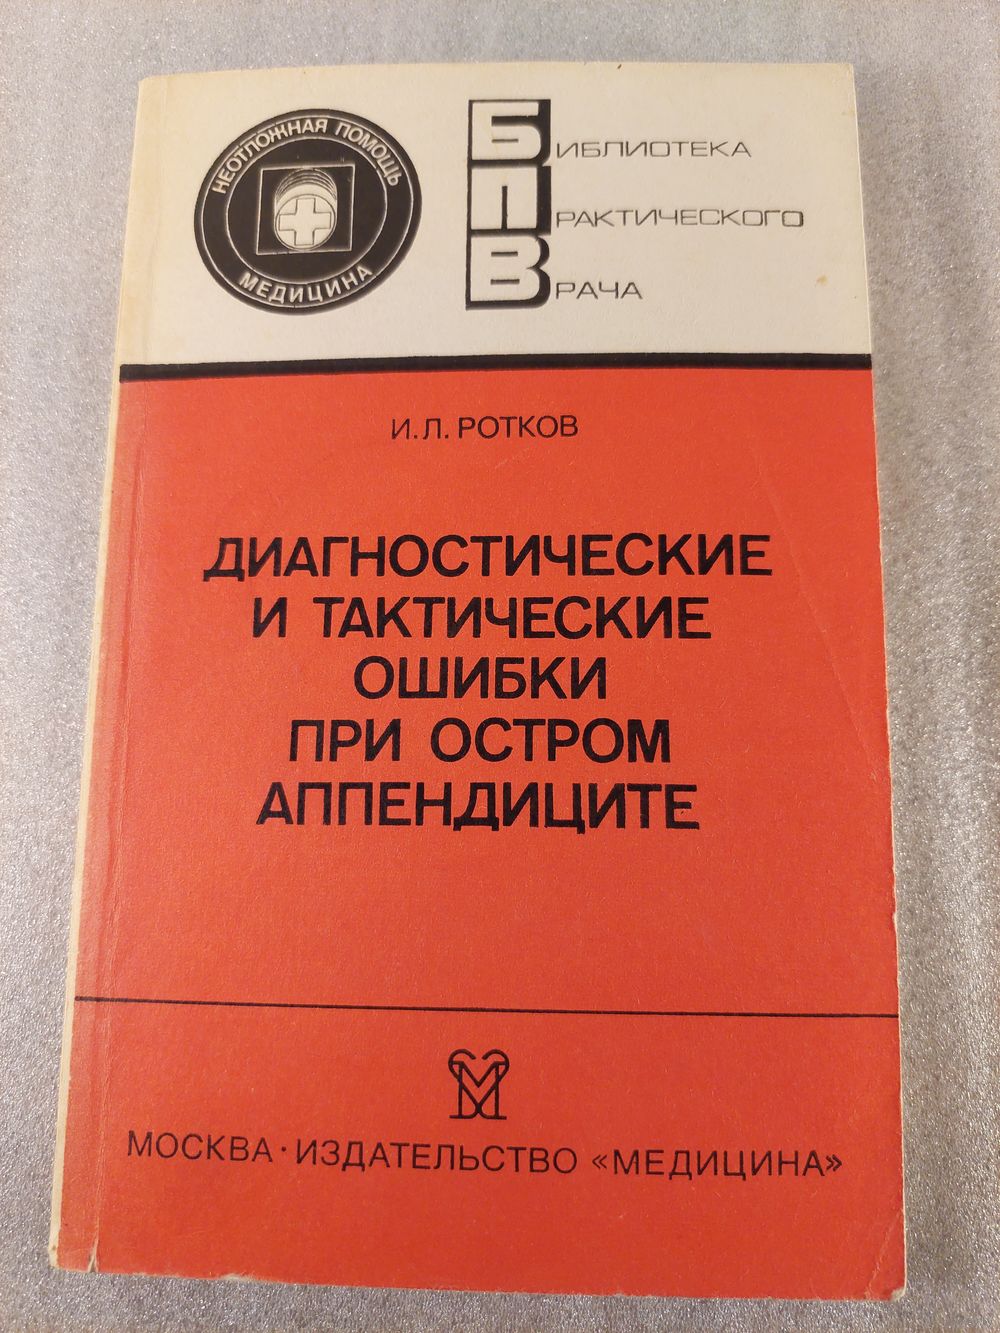 НЕОТЛОЖНАЯ ПОМОЩЬ
МЕДИЦИНА
БИБЛИОТЕКА
ПРАКТИЧЕСКОГО
ВРАЧА
И.Л. РОТКОВ
ДИАГНОСТИЧЕСКИЕ
И ТАКТИЧЕСКИЕ
ОШИБКИ
ПРИ ОСТРОМ
АППЕНДИЦИТЕ
МОСКВА · ИЗДАТЕЛЬСТВО «МЕДИЦИНА»